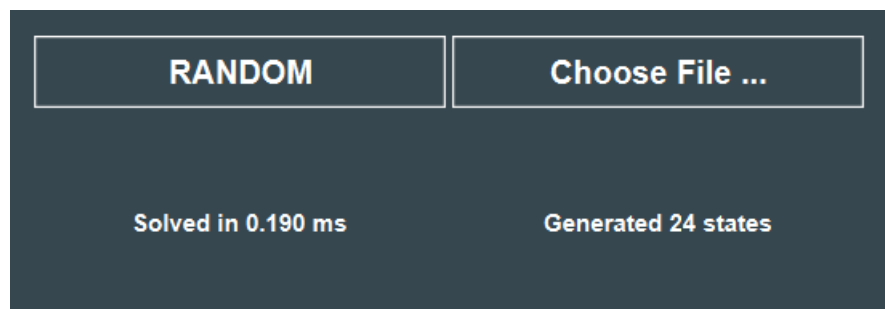 RANDOM
Choose File ...
Solved in 0.190 ms
Generated 24 states